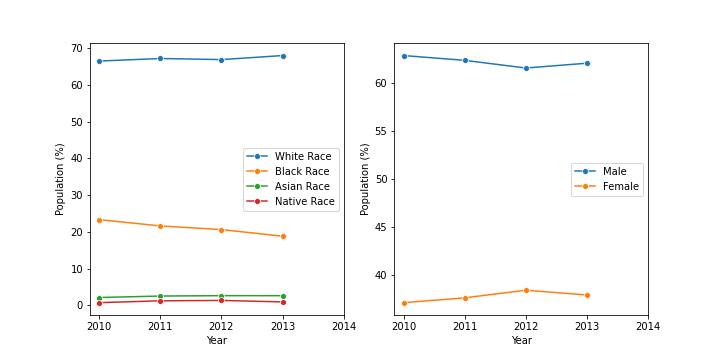 70
60
50
40
30
20
10
0
Population (%)
2010 2011 2012 2013 2014
Year
White Race
Black Race
Asian Race
Native Race
60
55
50
45
40
Population (%)
2010 2011 2012 2013 2014
Year
Male
Female